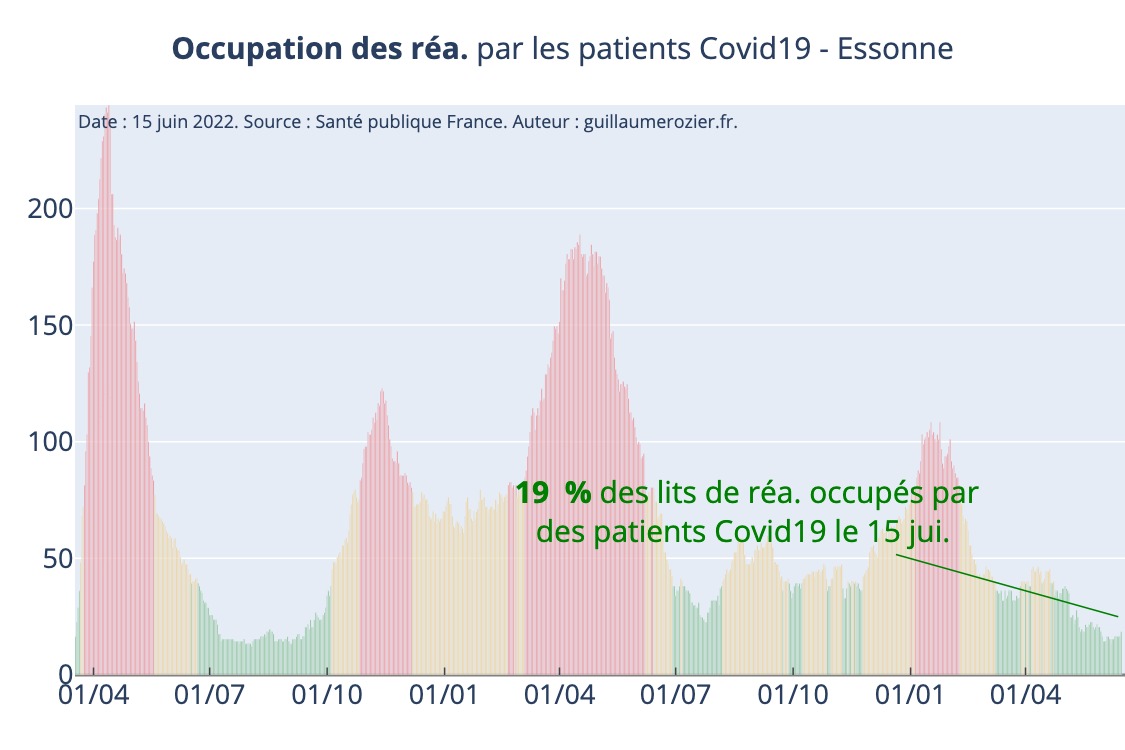 Occupation des réa. par les patients Covid19 - Essonne
Date : 15 juin 2022. Source : Santé publique France. Auteur : guillaumerozier.fr.
200
150
100
50
0
19  % des lits de réa. occupés par
des patients Covid19 le 15 jui.
01/04 01/07 01/10 01/01 01/04 01/07 01/10 01/01 01/04